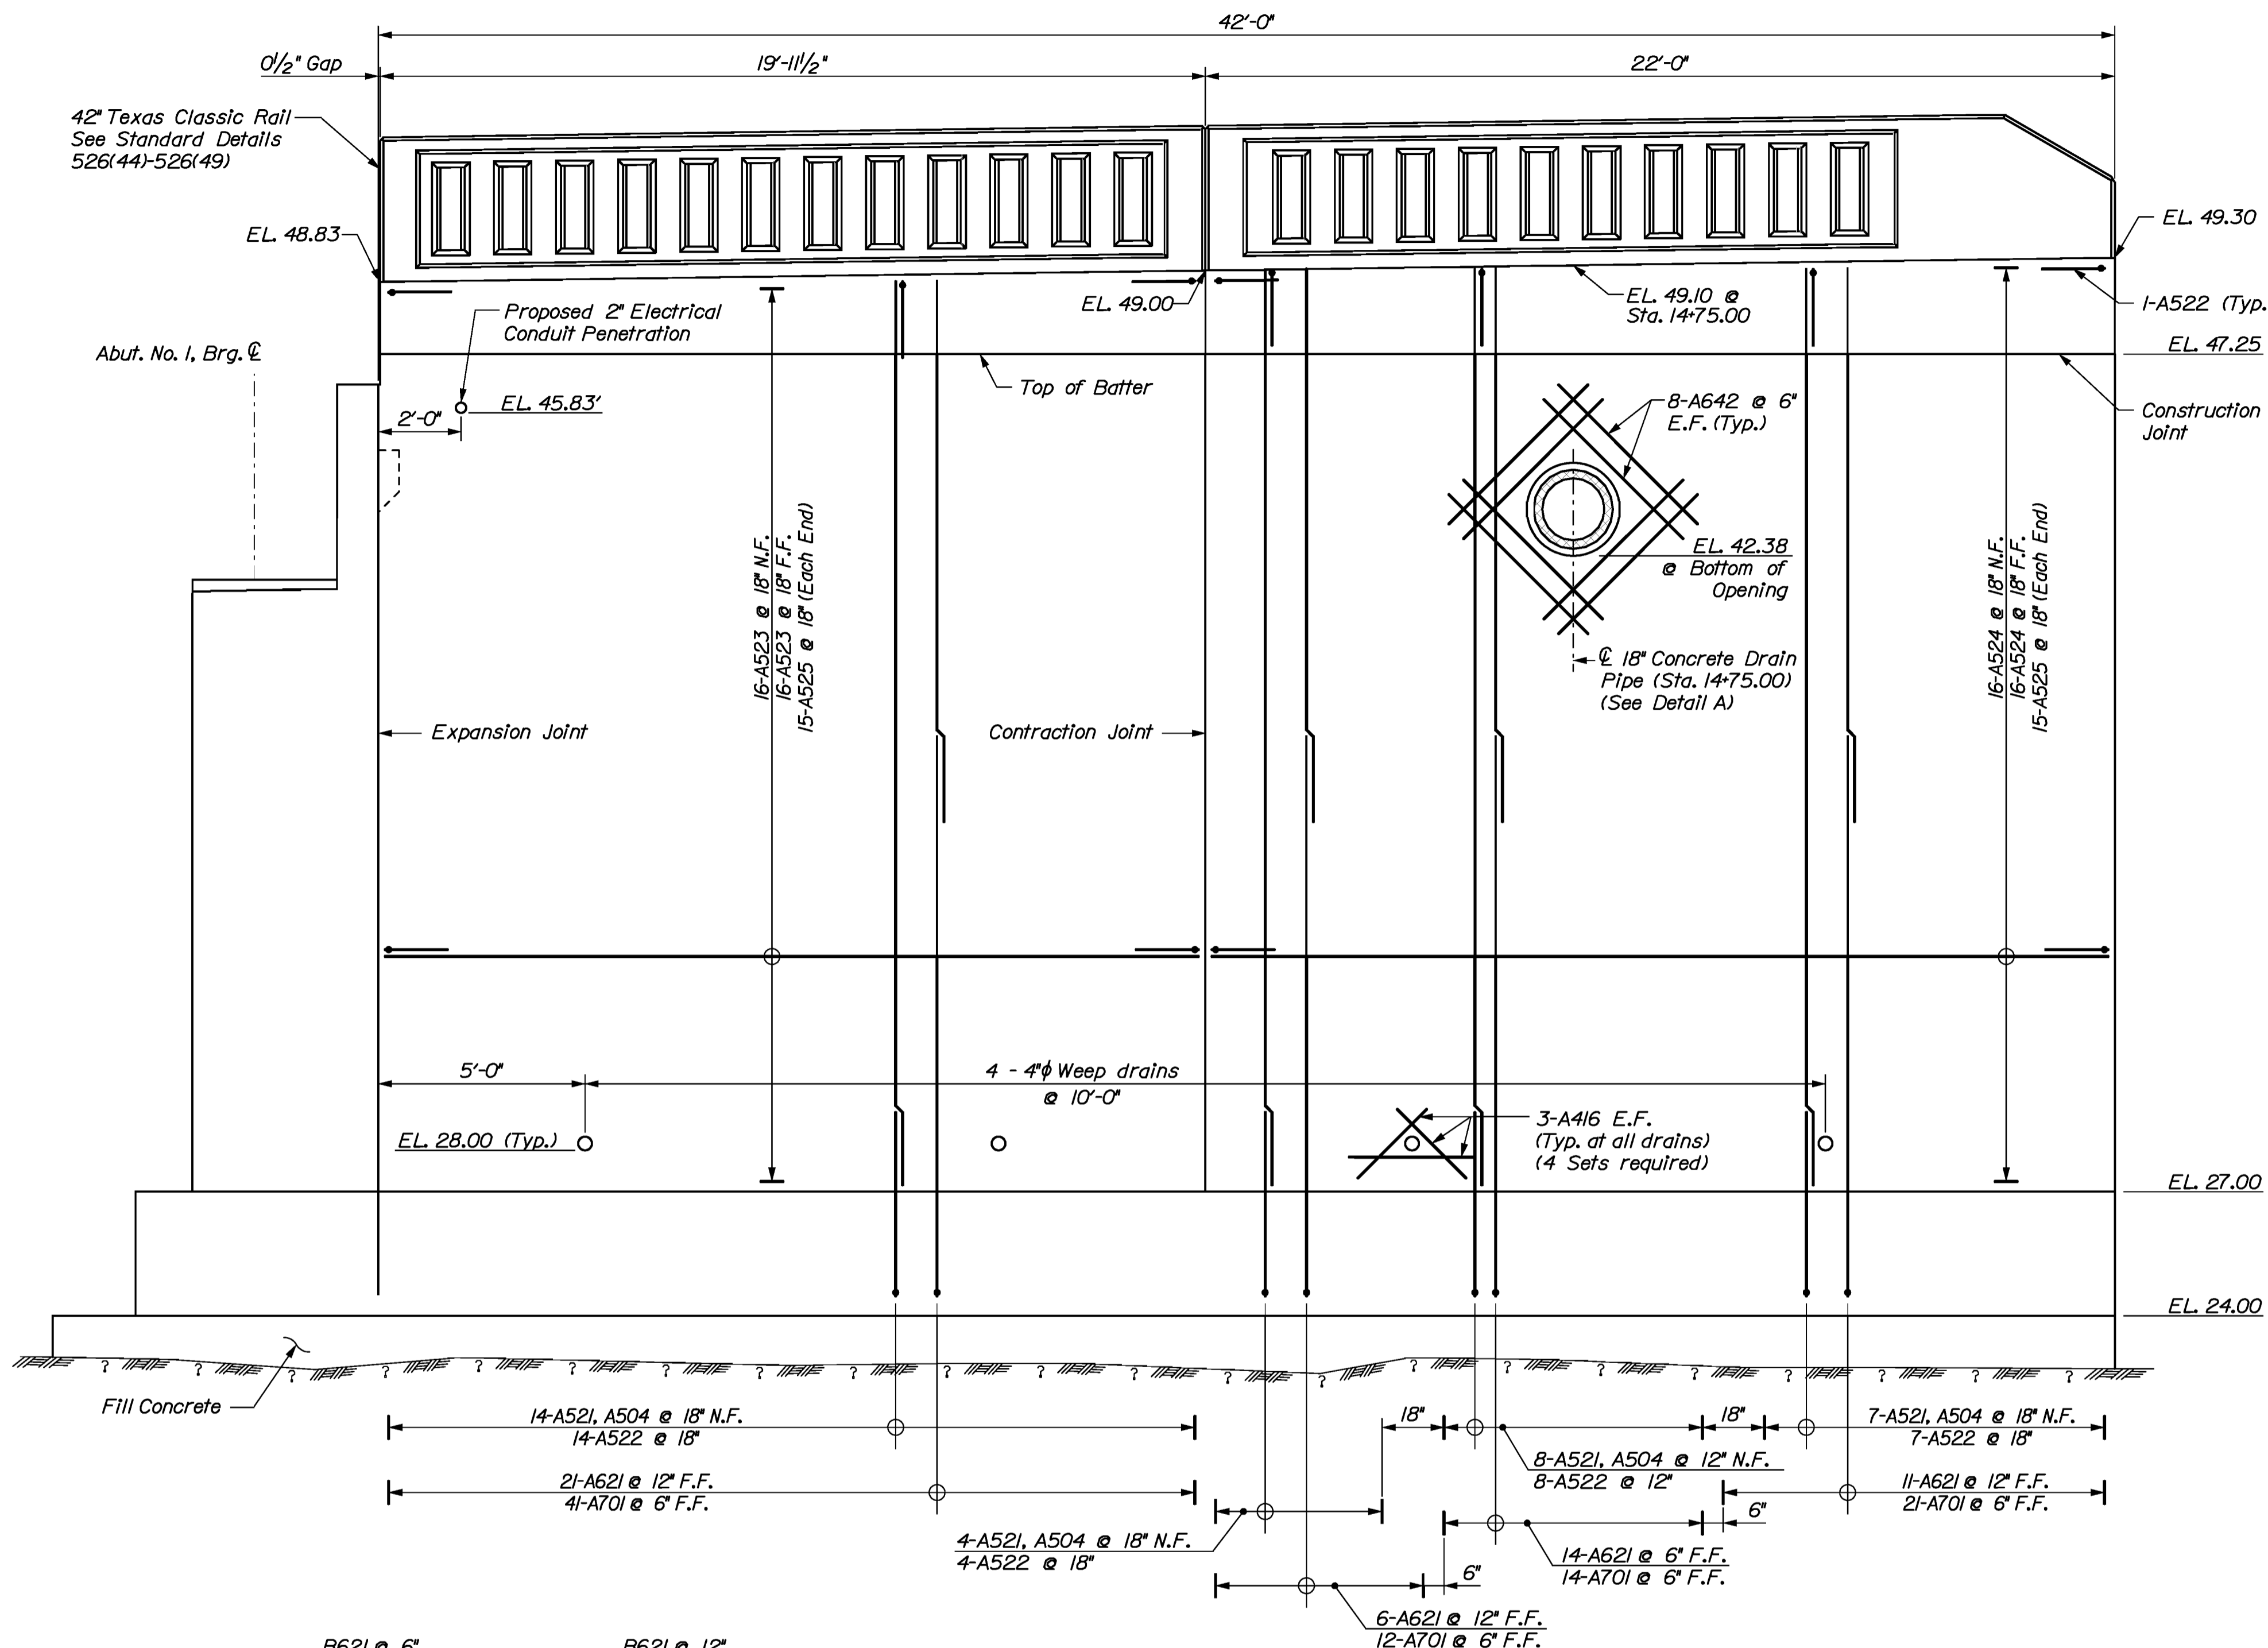 42'-0"
0½" Gap
19'-11½"
22'-0"
42" Texas Classic Rail
See Standard Details
526(44)-526(49)
EL. 48.83
EL. 49.30
Proposed 2" Electrical
Conduit Penetration
EL. 49.00
EL. 49.10 @
Sta. 14+75.00
1-A522 (Typ.
Abut. No. 1, Brg. ℄
EL. 47.25
Top of Batter
EL. 45.83'
2'-0"
8-A642 @ 6"
E.F. (Typ.)
Construction
Joint
16-A523 @ 18" N.F.
16-A523 @ 18" F.F.
15-A525 @ 18" (Each End)
EL. 42.38
@ Bottom of
Opening
16-A524 @ 18" N.F.
16-A524 @ 18" F.F.
15-A525 @ 18" (Each End)
℄ 18" Concrete Drain
Pipe (Sta. 14+75.00)
(See Detail A)
Expansion Joint
Contraction Joint
5'-0"
4 - 4"ϕ Weep drains
@ 10'-0"
EL. 28.00 (Typ.)
3-A416 E.F.
(Typ. at all drains)
(4 Sets required)
EL. 27.00
EL. 24.00
? ? ? ? ? ? ? ? ? ? ? ? ? ? ? ? ? ? ? ? ? ?
Fill Concrete
14-A521, A504 @ 18" N.F.
14-A522 @ 18"
18"
18"
7-A521, A504 @ 18" N.F.
7-A522 @ 18"
8-A521, A504 @ 12" N.F.
8-A522 @ 12"
21-A621 @ 12" F.F.
41-A701 @ 6" F.F.
11-A621 @ 12" F.F.
21-A701 @ 6" F.F.
6"
4-A521, A504 @ 18" N.F.
4-A522 @ 18"
14-A621 @ 6" F.F.
14-A701 @ 6" F.F.
6"
6-A621 @ 12" F.F.
12-A701 @ 6" F.F.
B621 @ 6"
B621 @ 12"